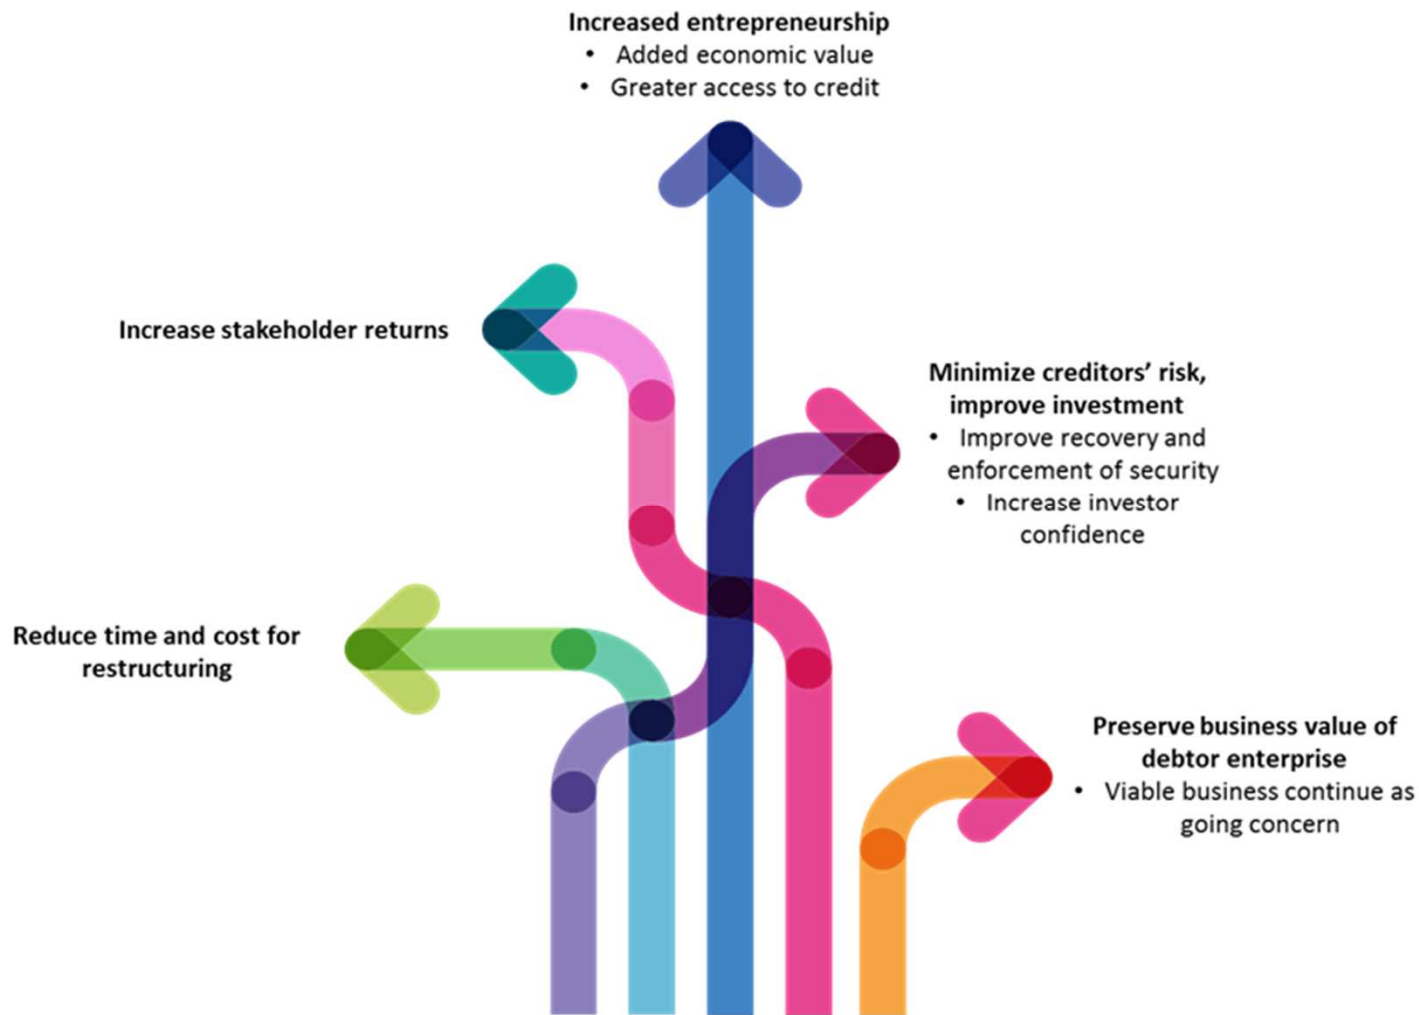 Increased entrepreneurship
• Added economic value
• Greater access to credit
Increase stakeholder returns
Minimize creditors’ risk,
improve investment
• Improve recovery and
enforcement of security
• Increase investor
confidence
Reduce time and cost for
restructuring
Preserve business value of
debtor enterprise
• Viable business continue as
going concern